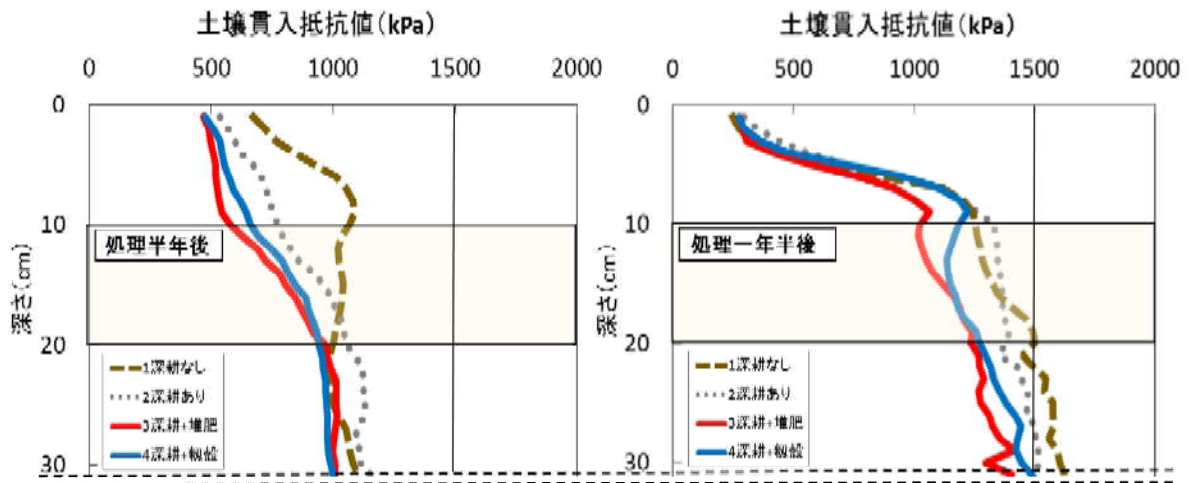 土壌貫入抵抗値(kPa)
0 500 1000 1500 2000
0
10
20
30
深さ(cm)
処理半年後
1深耕なし
2深耕あり
3深耕+堆肥
4深耕+籾殻
土壌貫入抵抗値(kPa)
0 500 1000 1500 2000
0
10
20
30
深さ(cm)
処理一年半後
1深耕なし
2深耕あり
3深耕+堆肥
4深耕+籾殻